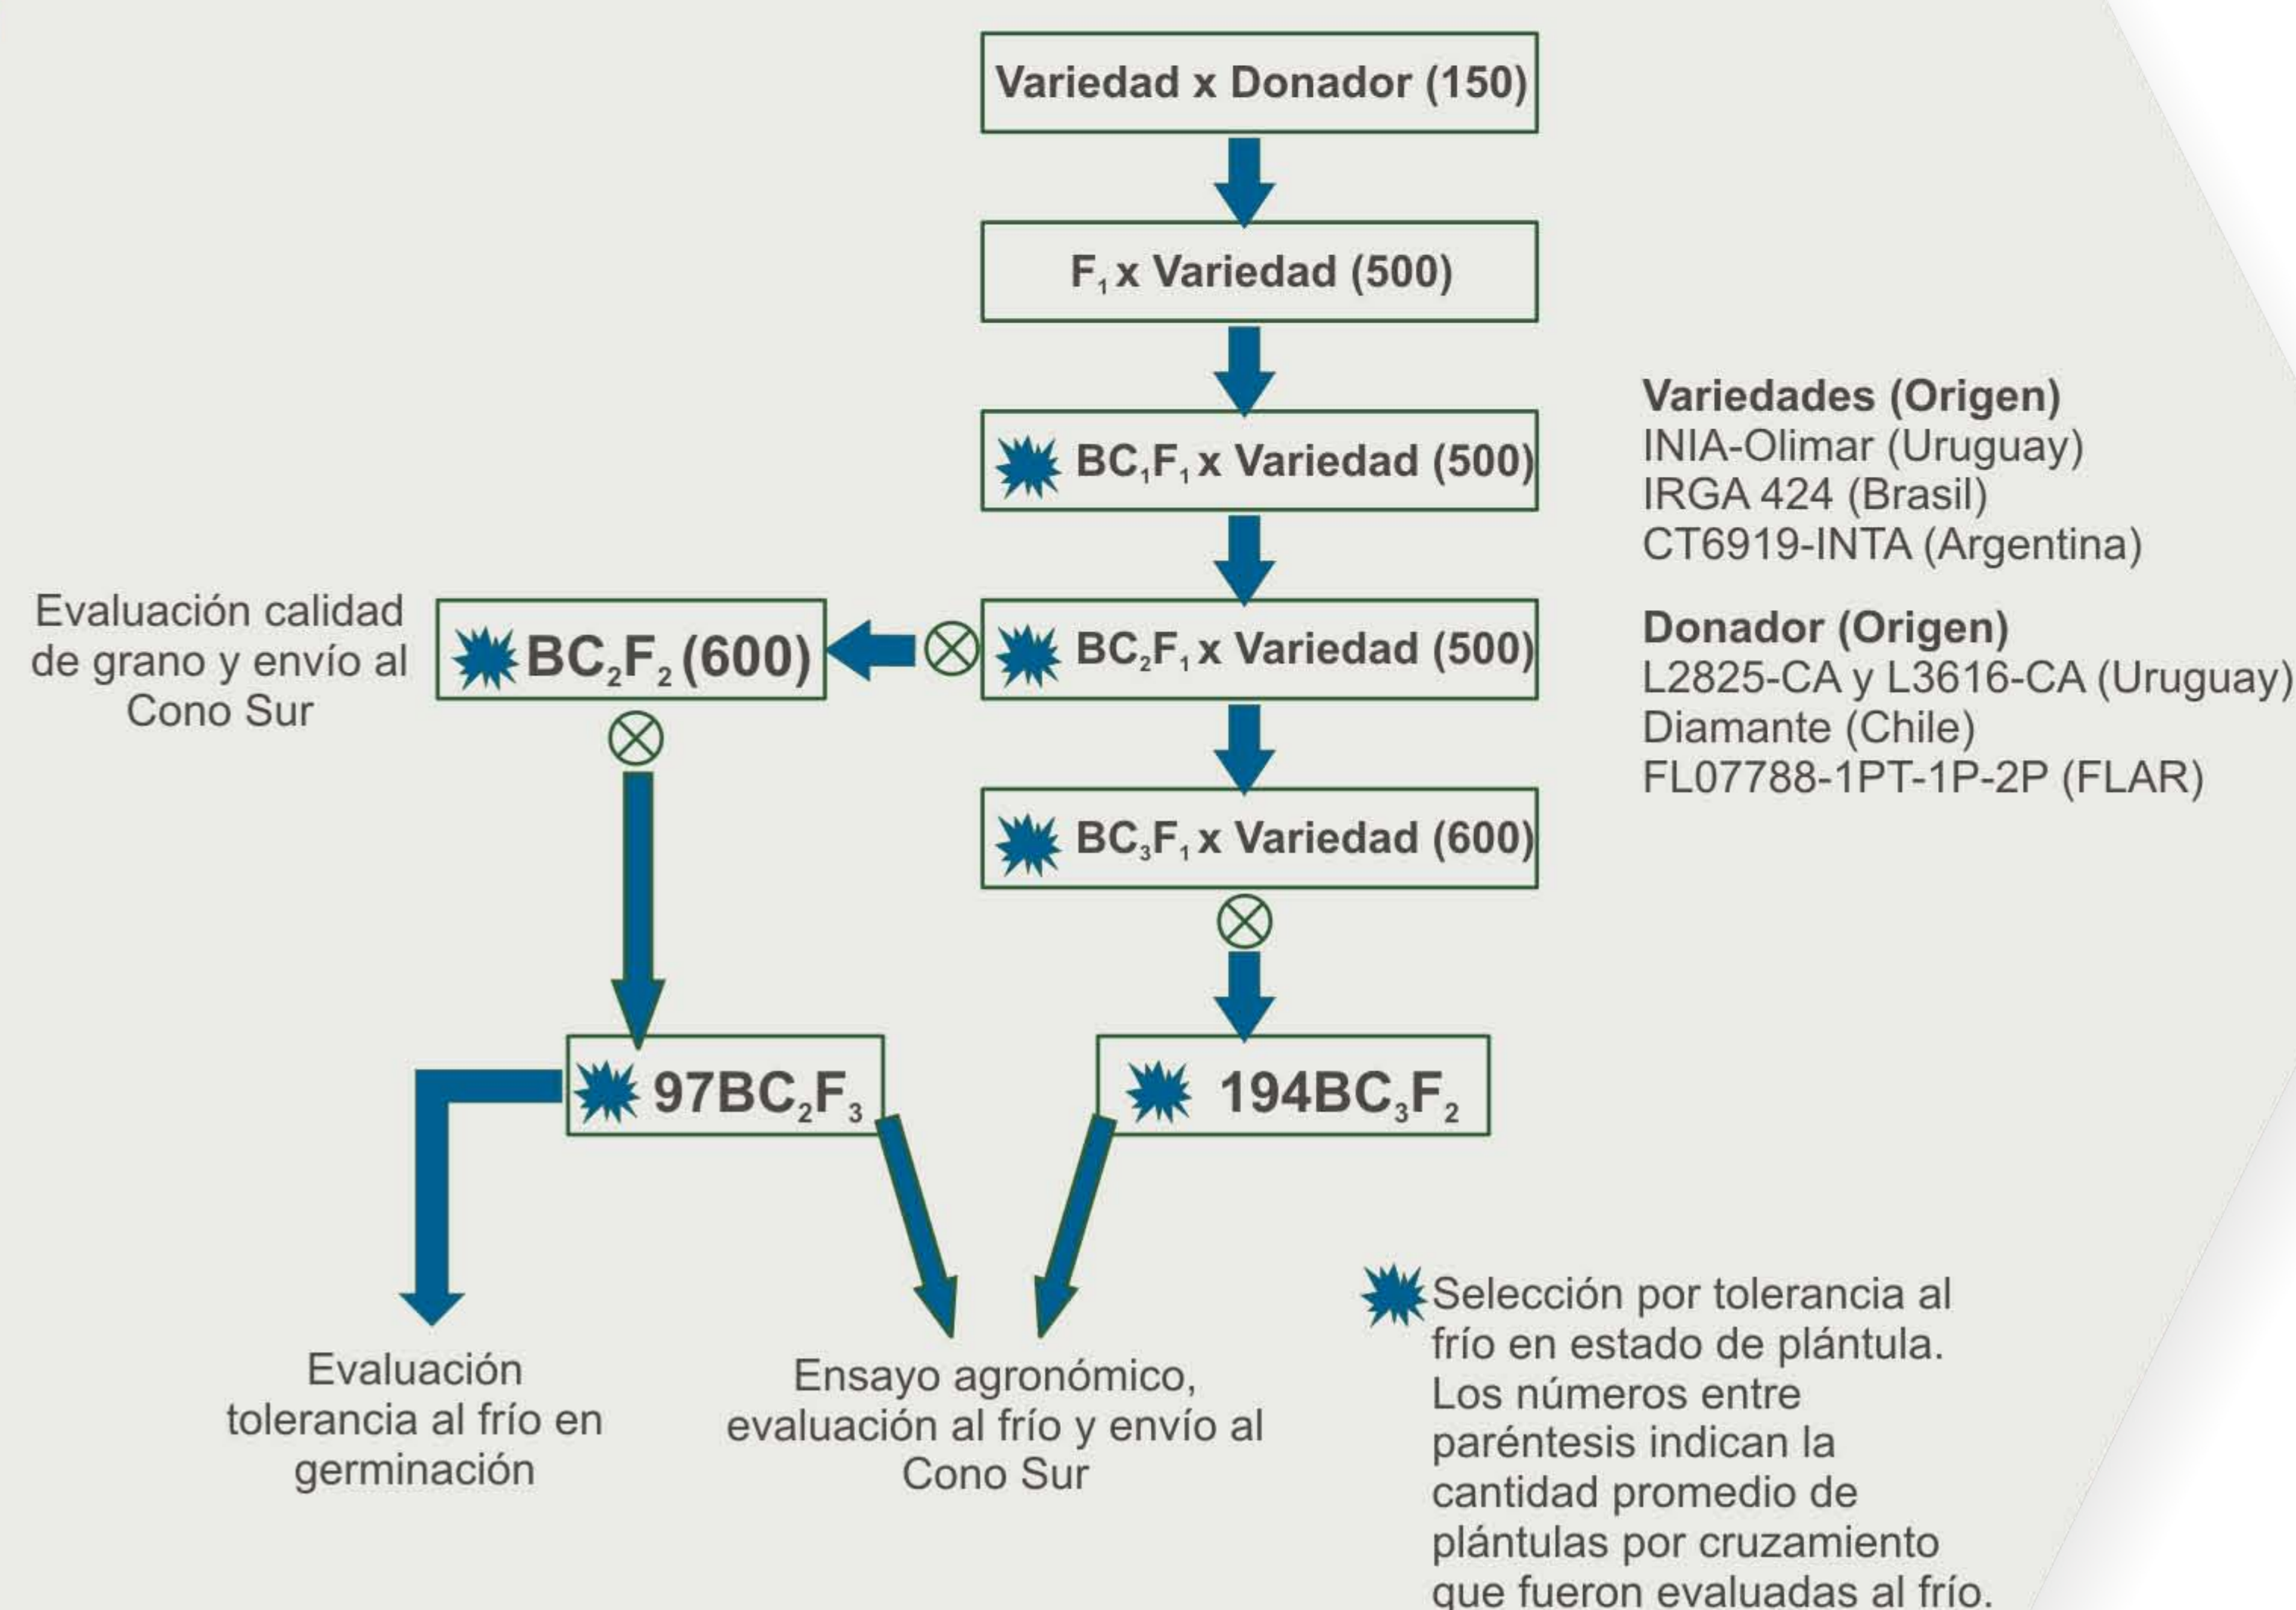 Variedad x Donador (150)
F₁ x Variedad (500)
BC₁F₁ x Variedad (500)
BC₂F₁ x Variedad (500)
BC₂F₂ (600)
Evaluación calidad
de grano y envío al
Cono Sur
BC₃F₁ x Variedad (600)
97BC₂F₃
194BC₃F₂
Evaluación
tolerancia al frío en
germinación
Ensayo agronómico,
evaluación al frío y envío al
Cono Sur
Variedades (Origen)
INIA-Olimar (Uruguay)
IRGA 424 (Brasil)
CT6919-INTA (Argentina)
Donador (Origen)
L2825-CA y L3616-CA (Uruguay)
Diamante (Chile)
FL07788-1PT-1P-2P (FLAR)
Selección por tolerancia al
frío en estado de plántula.
Los números entre
paréntesis indican la
cantidad promedio de
plántulas por cruzamiento
que fueron evaluadas al frío.